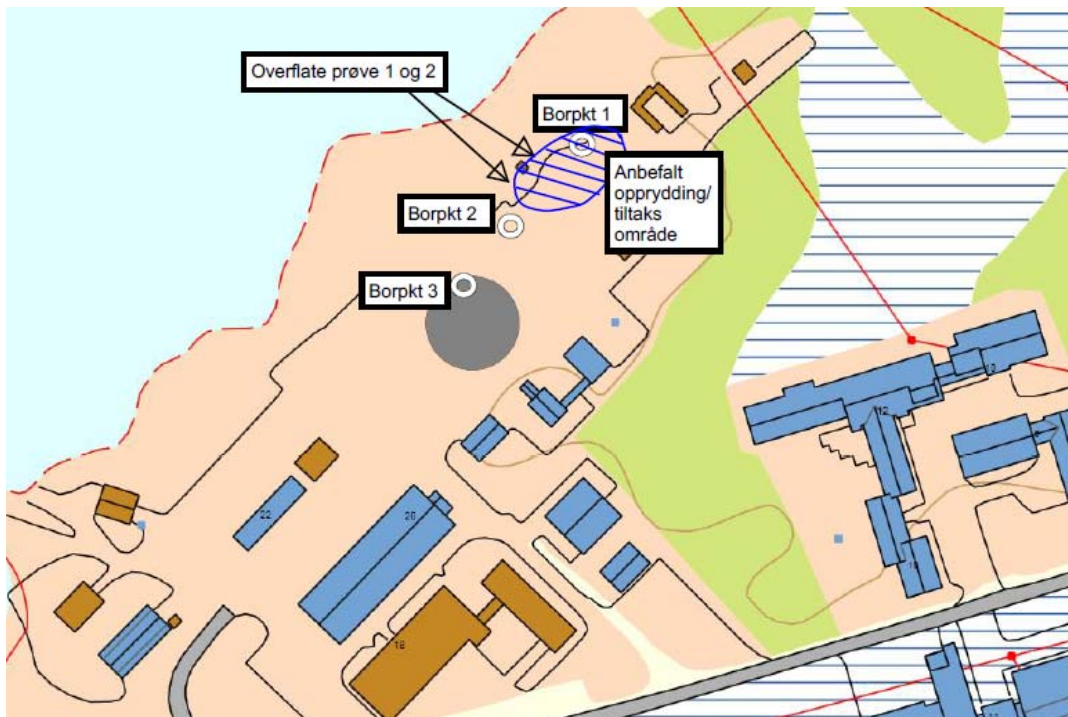 Overflate prøve 1 og 2
Borpkt 1
Anbefalt
opprydding/
tiltaks
område
Borpkt 2
Borpkt 3
12
22
20
18